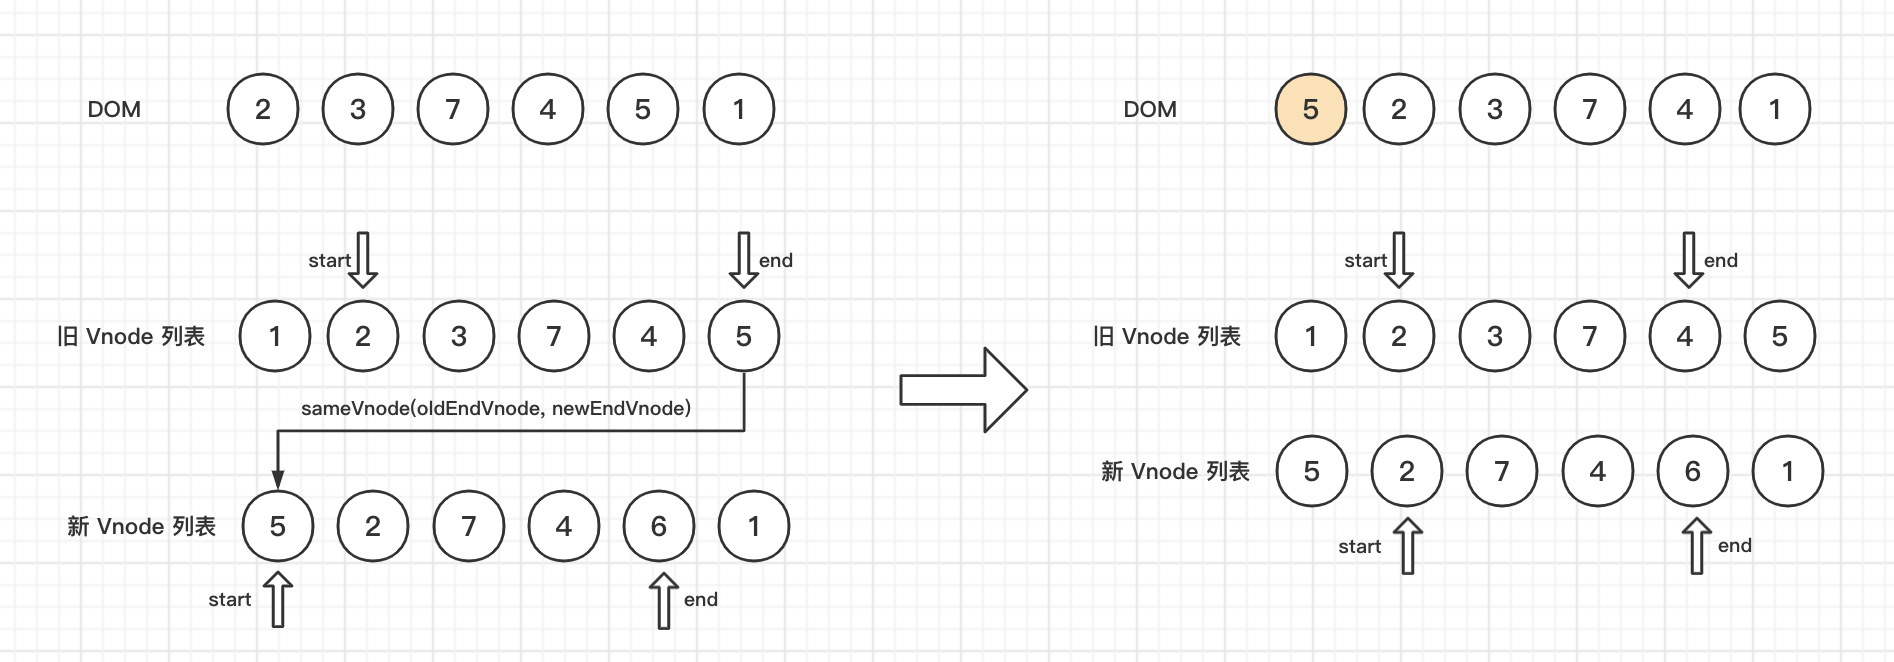 DOM 2 3 7 4 5 1
start end
旧 Vnode 列表 1 2 3 7 4 5
sameVnode(oldEndVnode, newEndVnode)
新 Vnode 列表 5 2 7 4 6 1
start end
DOM 5 2 3 7 4 1
start end
旧 Vnode 列表 1 2 3 7 4 5
新 Vnode 列表 5 2 7 4 6 1
start end